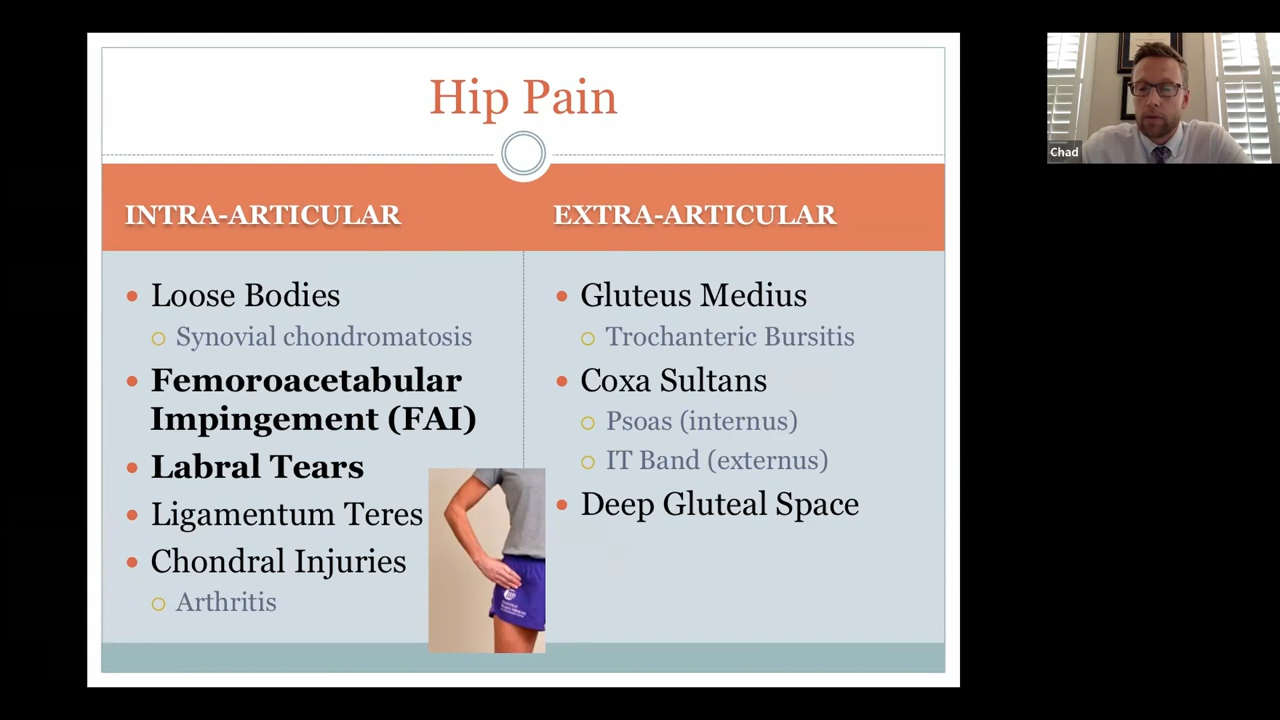 Hip Pain
INTRA-ARTICULAR
Loose Bodies
Synovial chondromatosis
Femoroacetabular
Impingement (FAI)
Labral Tears
Ligamentum Teres
Chondral Injuries
Arthritis
EXTRA-ARTICULAR
Gluteus Medius
Trochanteric Bursitis
Coxa Sultans
Psoas (internus)
IT Band (externus)
Deep Gluteal Space
Chad